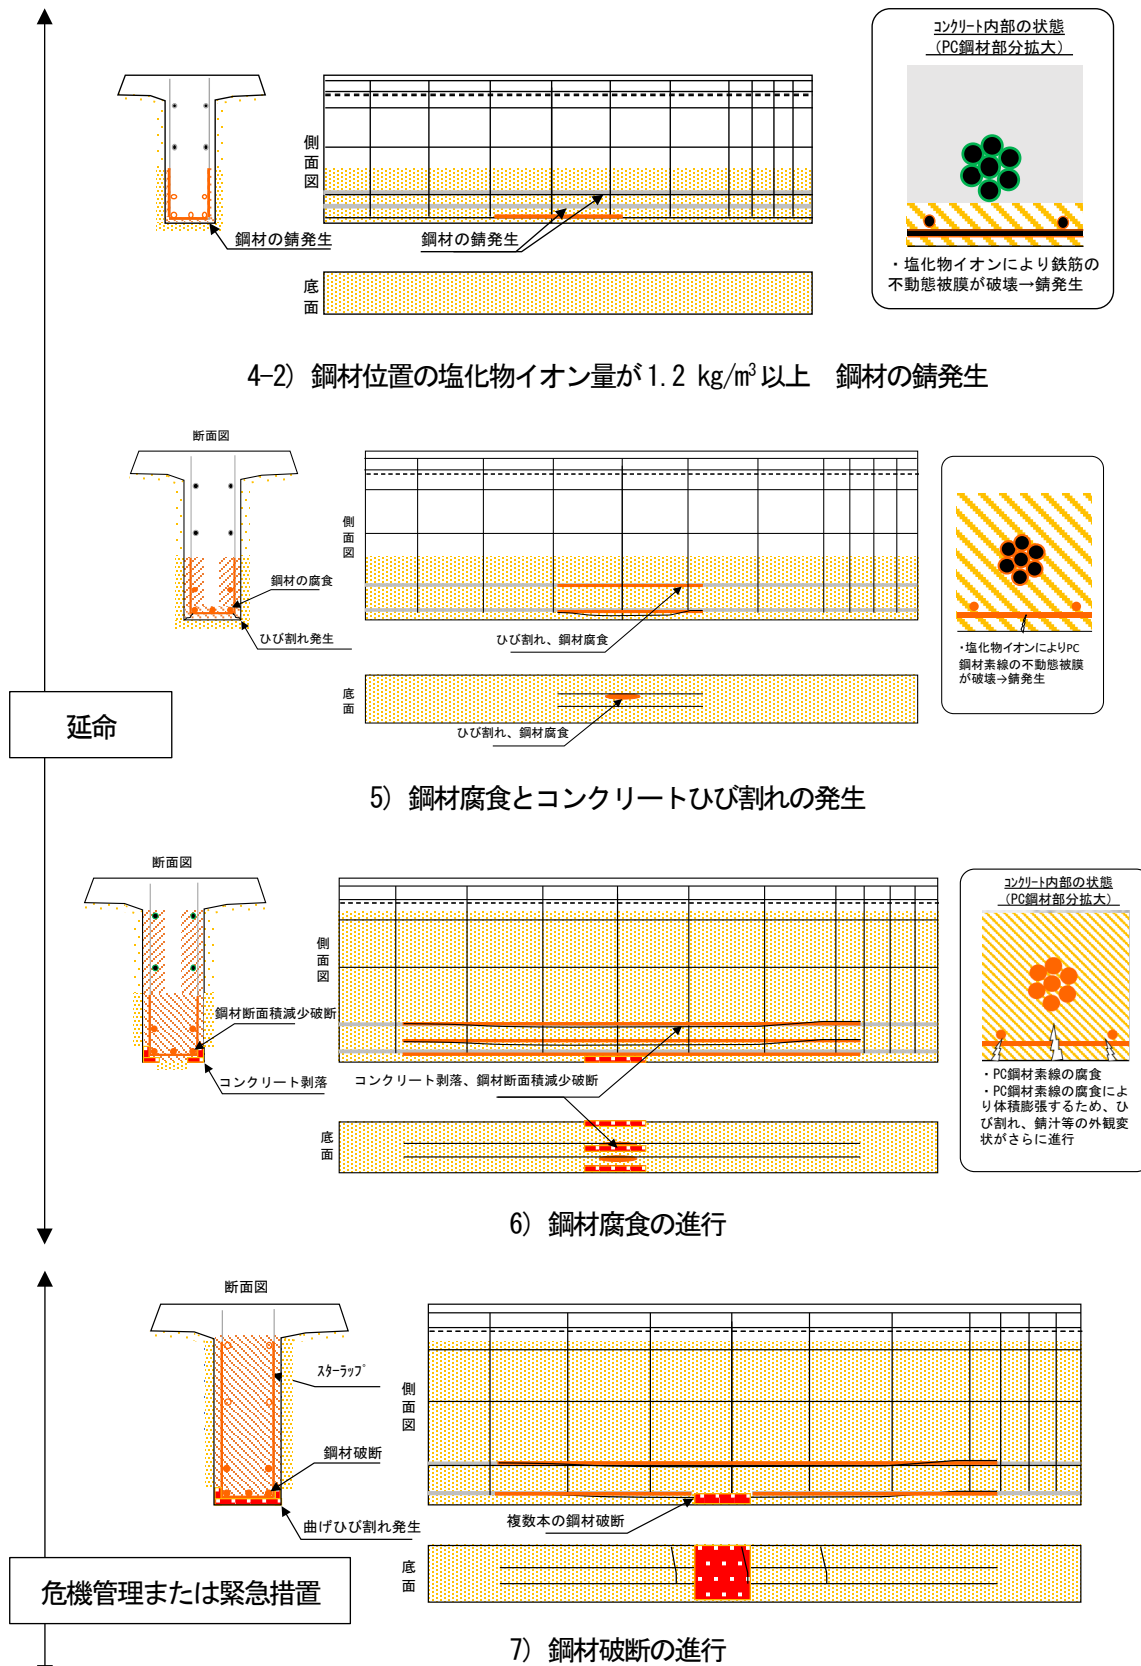 コンクリート内部の状態
(PC鋼材部分拡大)
側面図
鋼材の錆発生
鋼材の錆発生
・塩化物イオンにより鉄筋の
不動態被膜が破壊→錆発生
底面
4-2) 鋼材位置の塩化物イオン量が1.2 kg/m³以上 鋼材の錆発生
断面図
側面図
鋼材の腐食
ひび割れ発生
ひび割れ、鋼材腐食
・塩化物イオンによりPC
鋼材素線の不動態被膜
が破壊→錆発生
底面
ひび割れ、鋼材腐食
延命
5) 鋼材腐食とコンクリートひび割れの発生
断面図
コンクリート内部の状態
(PC鋼材部分拡大)
側面図
鋼材断面積減少破断
コンクリート剥落
コンクリート剥落、鋼材断面積減少破断
・PC鋼材素線の腐食
・PC鋼材素線の腐食によ
り体積膨張するため、ひ
び割れ、錆汁等の外観変
状がさらに進行
底面
6) 鋼材腐食の進行
断面図
スターラップ
側面図
鋼材破断
曲げひび割れ発生
複数本の鋼材破断
底面
危機管理または緊急措置
7) 鋼材破断の進行